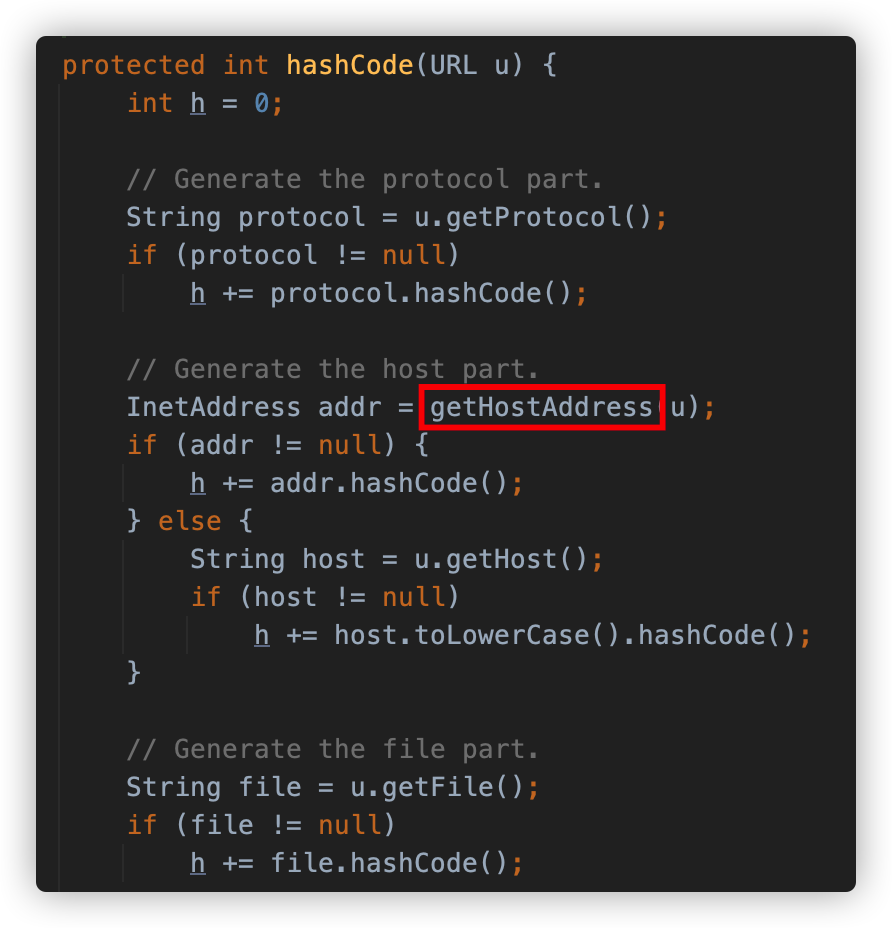 protected int hashCode(URL u) {
    int h = 0;

    // Generate the protocol part.
    String protocol = u.getProtocol();
    if (protocol != null)
        h += protocol.hashCode();

    // Generate the host part.
    InetAddress addr = getHostAddress(u);
    if (addr != null) {
        h += addr.hashCode();
    } else {
        String host = u.getHost();
        if (host != null)
            h += host.toLowerCase().hashCode();
    }

    // Generate the file part.
    String file = u.getFile();
    if (file != null)
        h += file.hashCode();